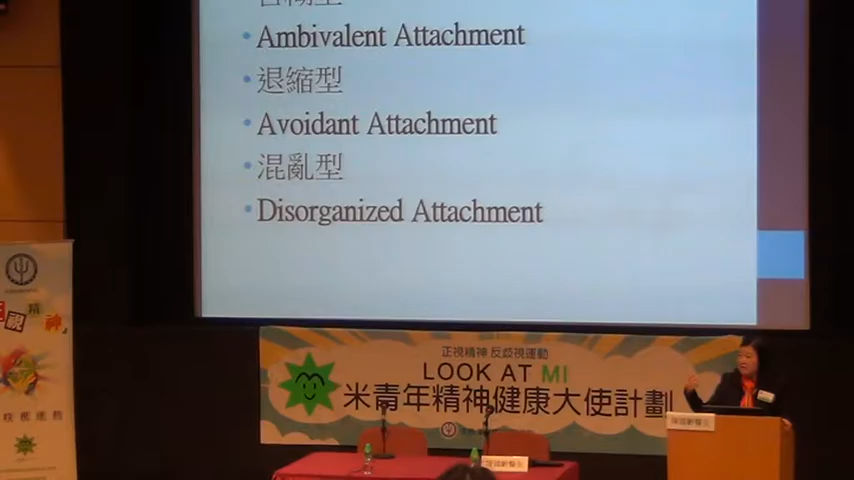 • Ambivalent Attachment
• 退縮型
• Avoidant Attachment
• 混亂型
• Disorganized Attachment
正視精神 反歧視運動
LOOK AT MI
米青年精神健康大使計劃